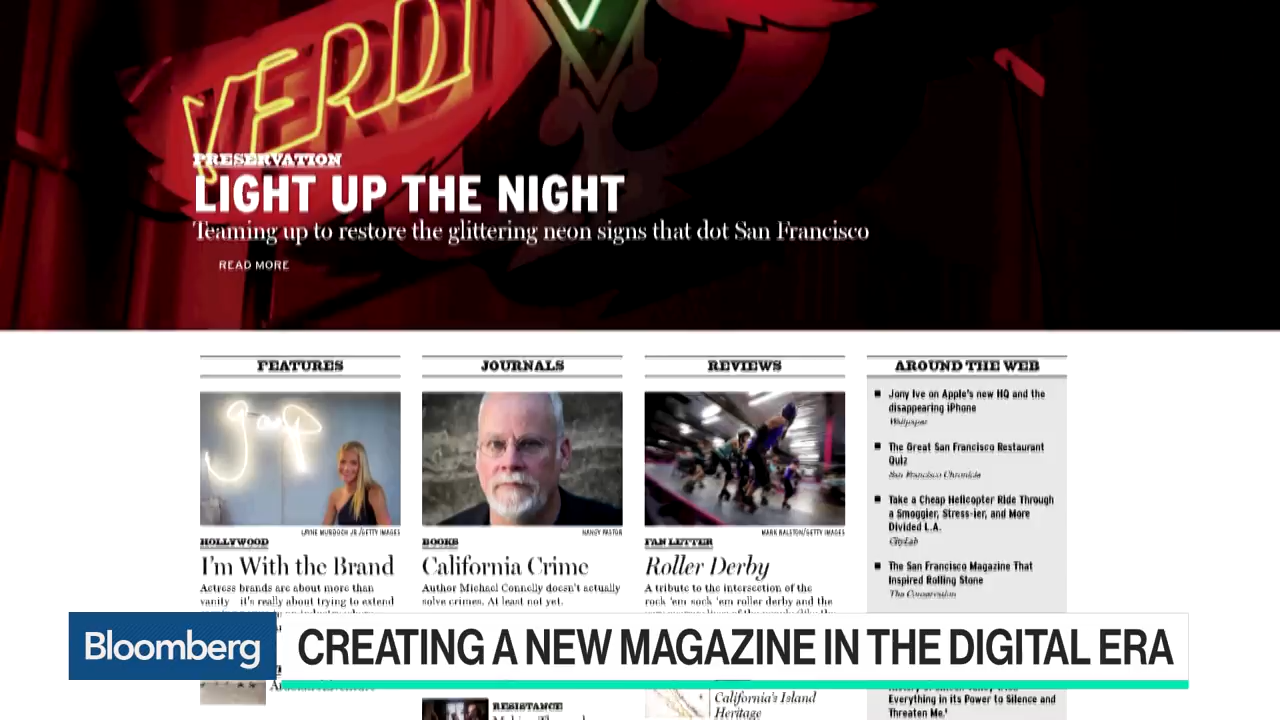 VERDI
PRESERVATION
LIGHT UP THE NIGHT
Teaming up to restore the glittering neon signs that dot San Francisco
READ MORE
FEATURES
goop
LAYNE MURDOCH JR./GETTY IMAGES
HOLLYWOOD
I'm With the Brand
Actress brands are about more than
vanity it's really about trying to extend
JOURNALS
NANCY PASTOR
BOOKS
California Crime
Author Michael Connelly doesn't actually
solve crimes. At least not yet.
RESISTANCE
REVIEWS
MARK RALSTON/GETTY IMAGES
FAN LETTER
Roller Derby
A tribute to the intersection of the
rock 'em sock 'em roller derby and the
California's Island
Heritage
AROUND THE WEB
Jony Ive on Apple's new HQ and the
disappearing iPhone
Wallpaper
The Great San Francisco Restaurant
Quiz
San Francisco Chronicle
Take a Cheap Helicopter Ride Through
a Smoggier, Stress-ier, and More
Divided L.A.
CityLab
The San Francisco Magazine That
Inspired Rolling Stone
The Conversation
Everything in its Power to Silence and
Threaten Me.'
Bloomberg
CREATING A NEW MAGAZINE IN THE DIGITAL ERA